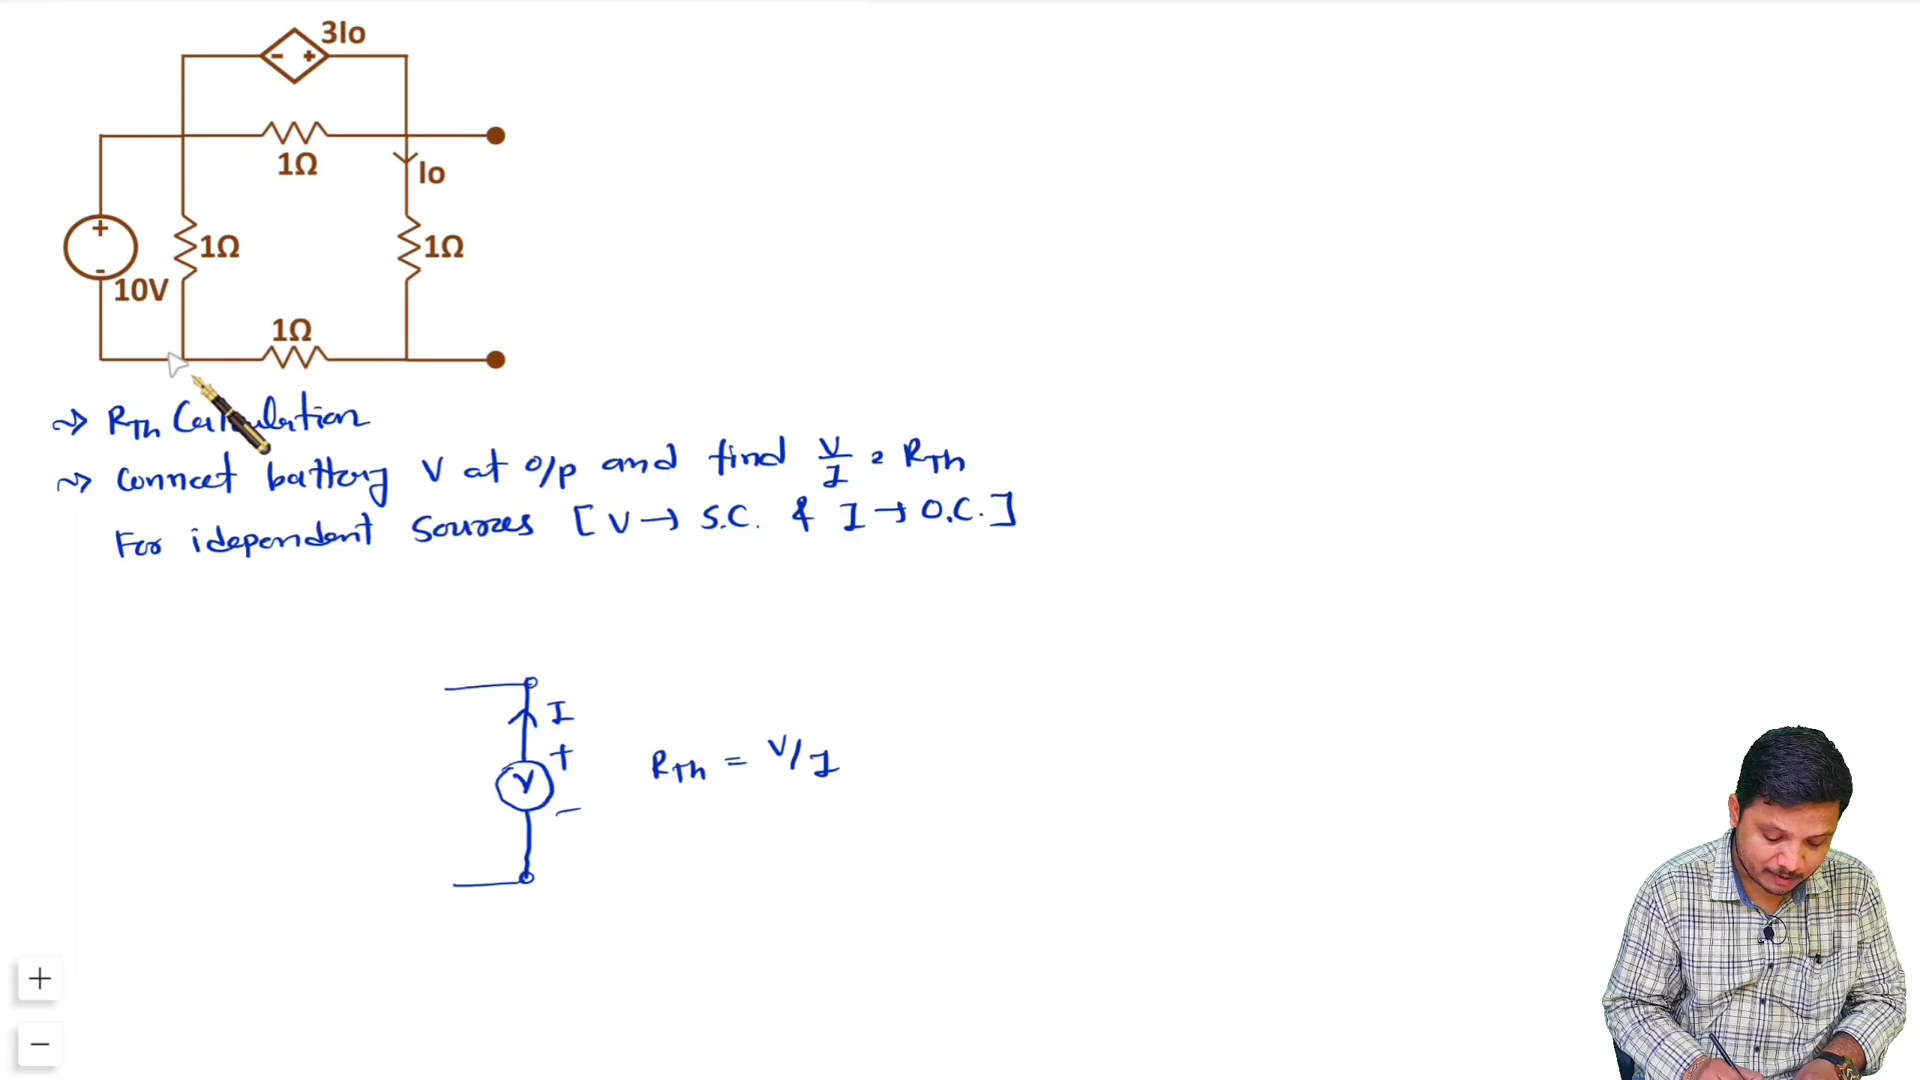 3Io
1Ω
Io
1Ω
1Ω
10V
1Ω
→ RTh Calculation
→ Connect battery V at o/p and find V/I = RTh
For idependent Sources [V → S.C. & I → O.C.]
I
+
V
−
RTh = V/I